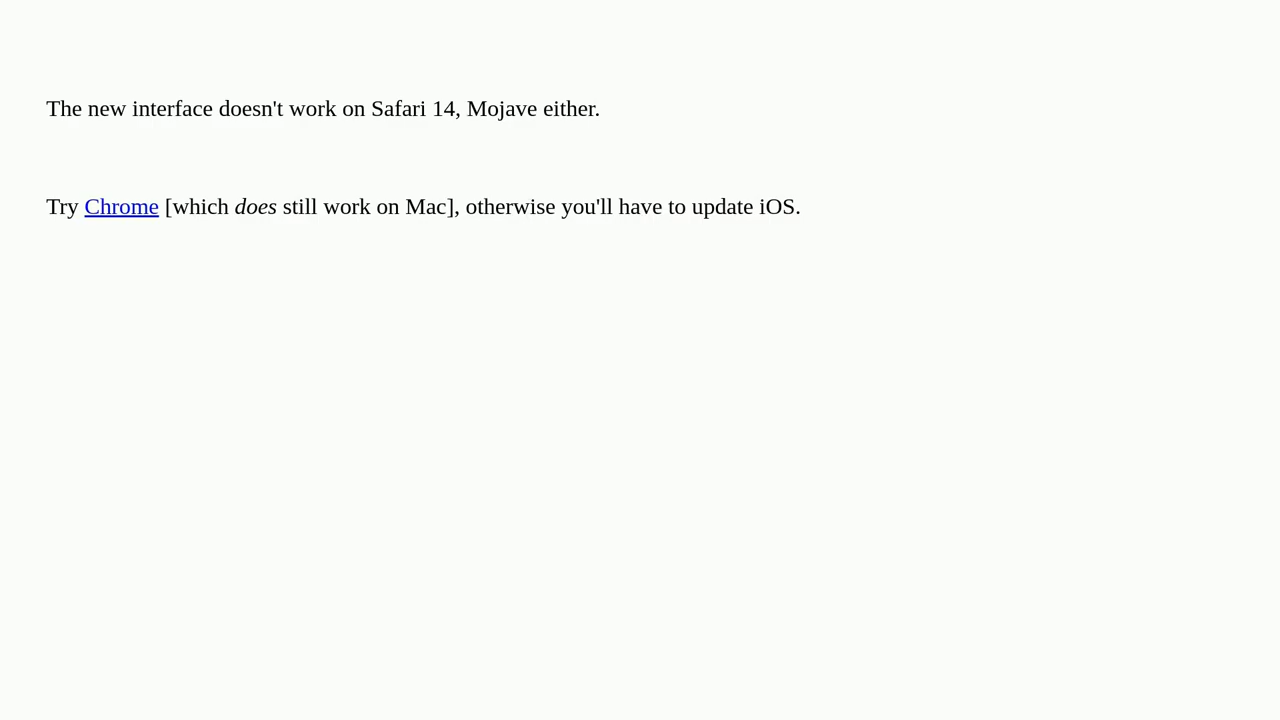 The new interface doesn't work on Safari 14, Mojave either.
Try Chrome [which does still work on Mac], otherwise you'll have to update iOS.